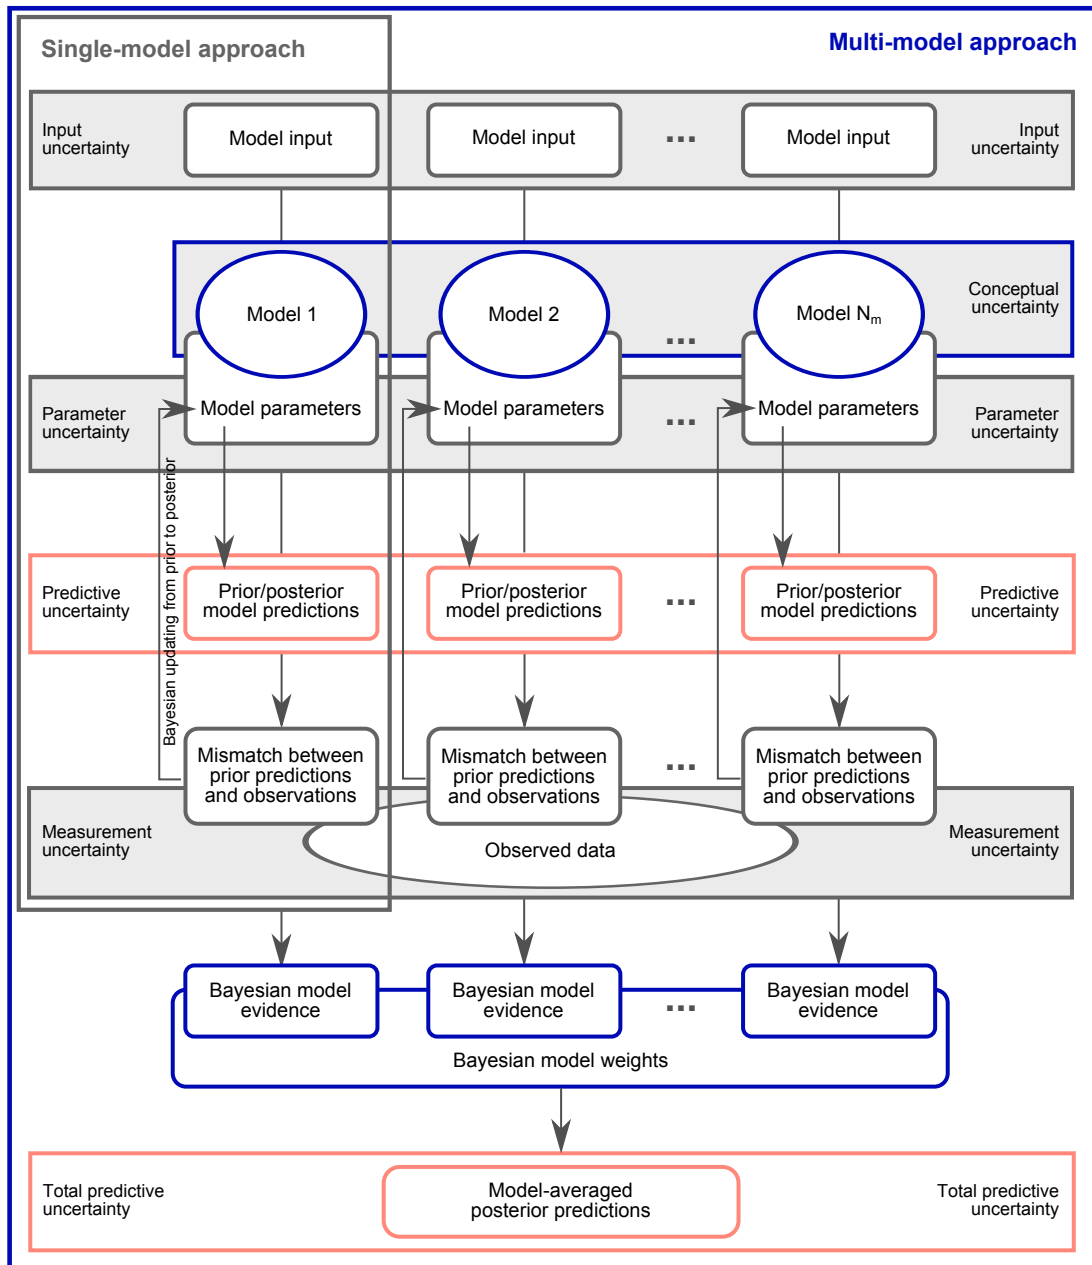 Single-model approach
Multi-model approach
Input
uncertainty
Model input
Model input
...
Model input
Input
uncertainty
Model 1
Model 2
...
Model Nm
Conceptual
uncertainty
Parameter
uncertainty
Model parameters
Model parameters
...
Model parameters
Parameter
uncertainty
Bayesian updating from prior to posterior
Predictive
uncertainty
Prior/posterior
model predictions
Prior/posterior
model predictions
...
Prior/posterior
model predictions
Predictive
uncertainty
Mismatch between
prior predictions
and observations
Mismatch between
prior predictions
and observations
...
Mismatch between
prior predictions
and observations
Measurement
uncertainty
Observed data
Measurement
uncertainty
Bayesian model
evidence
Bayesian model
evidence
...
Bayesian model
evidence
Bayesian model weights
Total predictive
uncertainty
Model-averaged
posterior predictions
Total predictive
uncertainty